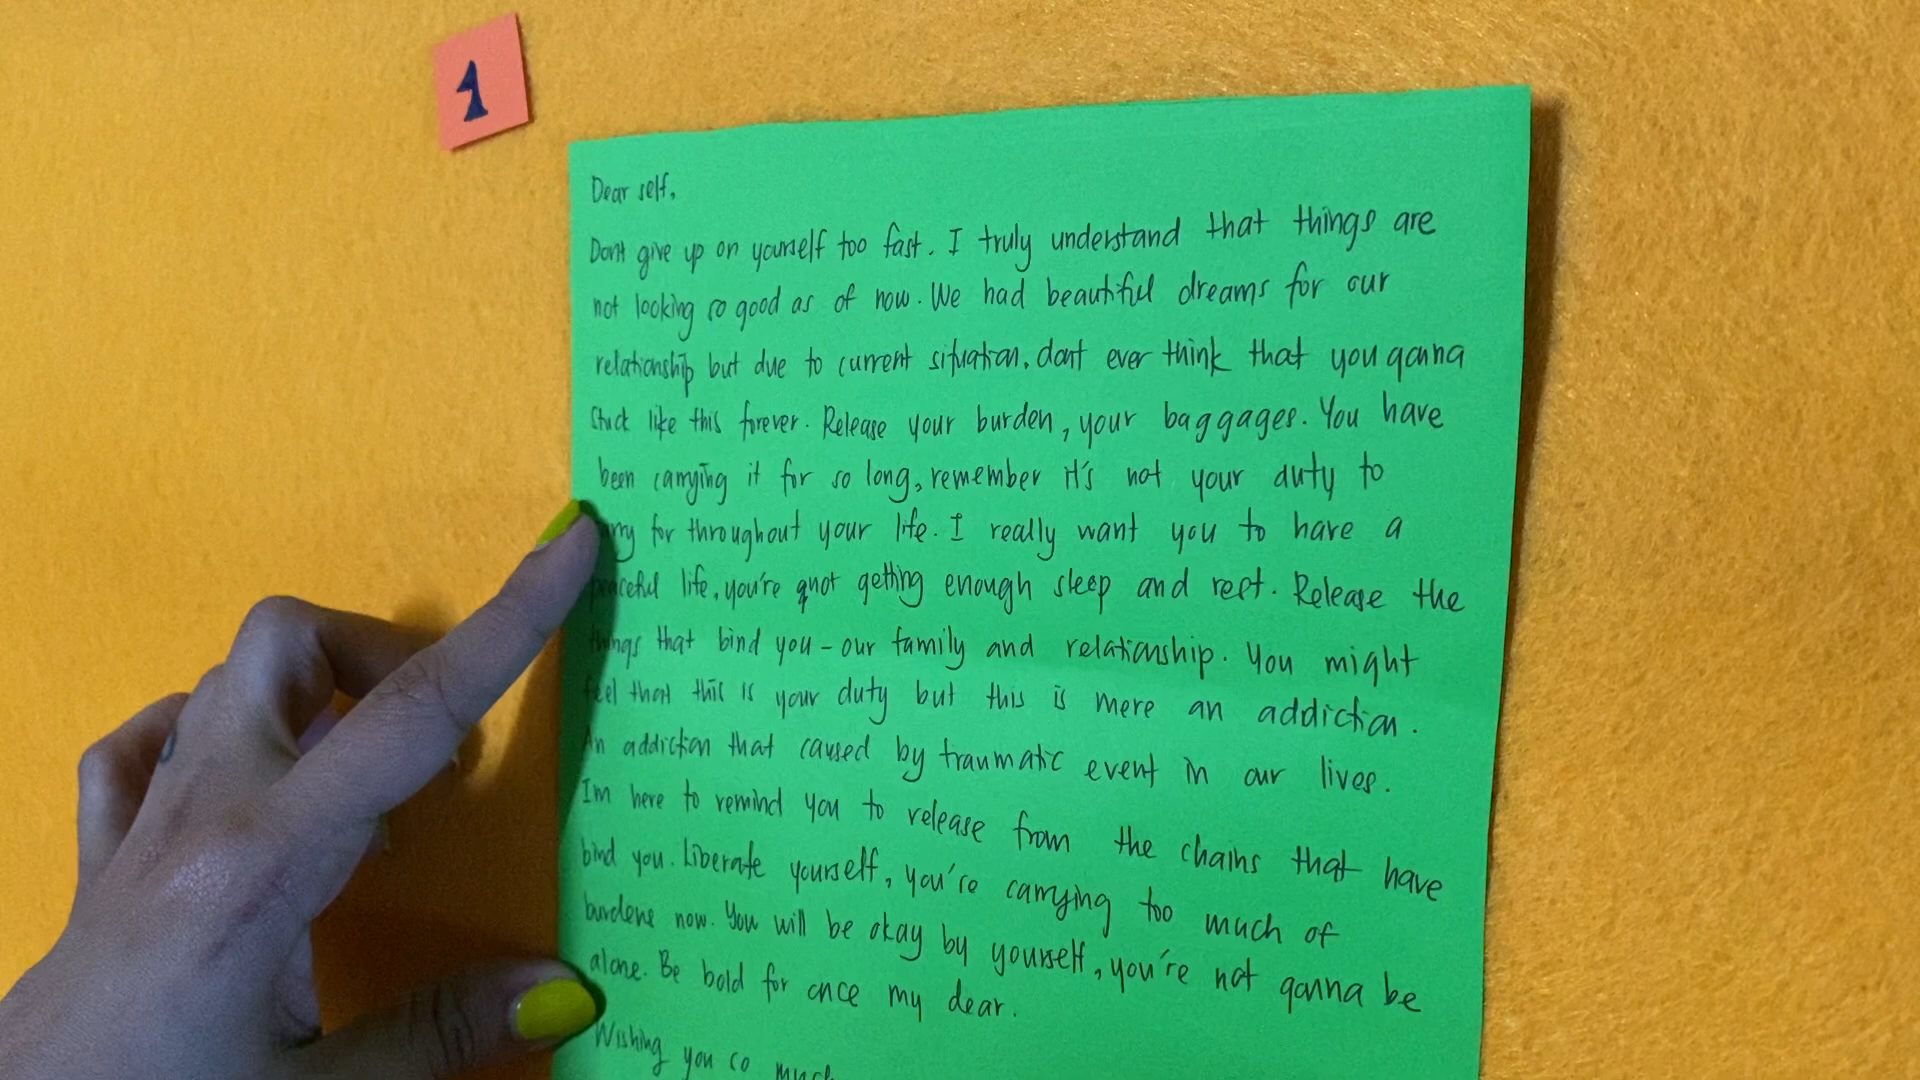 1
Dear self,
Dont give up on yourself too fast. I truly understand that things are
not looking so good as of now. We had beautiful dreams for our
relationship but due to current situation, dont ever think that you gonna
stuck like this forever. Release your burden, your baggages. You have
been carrying it for so long, remember it's not your duty to
for throughout your life. I really want you to have a
life, you're not getting enough sleep and rest. Release the
things that bind you - our family and relationship. You might
feel that this is your duty but this is mere an addiction.
An addiction that caused by traumatic event in our lives.
Im here to remind you to release from the chains that have
bind you. Liberate yourself, you're carrying too much of
burdens now. You will be okay by yourself, you're not gonna be
alone. Be bold for once my dear.
Wishing you so much